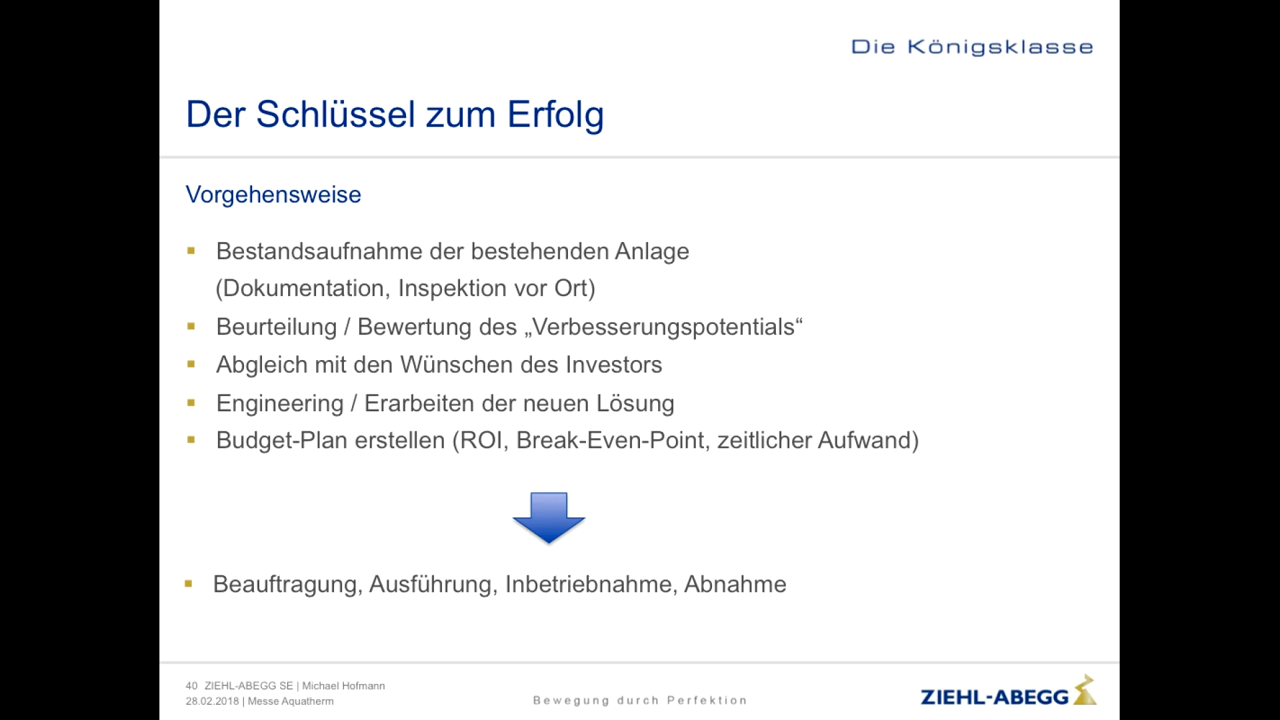 Die Königsklasse
Der Schlüssel zum Erfolg
Vorgehensweise
▪ Bestandsaufnahme der bestehenden Anlage
(Dokumentation, Inspektion vor Ort)
▪ Beurteilung / Bewertung des „Verbesserungspotentials“
▪ Abgleich mit den Wünschen des Investors
▪ Engineering / Erarbeiten der neuen Lösung
▪ Budget-Plan erstellen (ROI, Break-Even-Point, zeitlicher Aufwand)
▪ Beauftragung, Ausführung, Inbetriebnahme, Abnahme
40 ZIEHL-ABEGG SE | Michael Hofmann
28.02.2018 | Messe Aquatherm
Bewegung durch Perfektion
ZIEHL-ABEGG